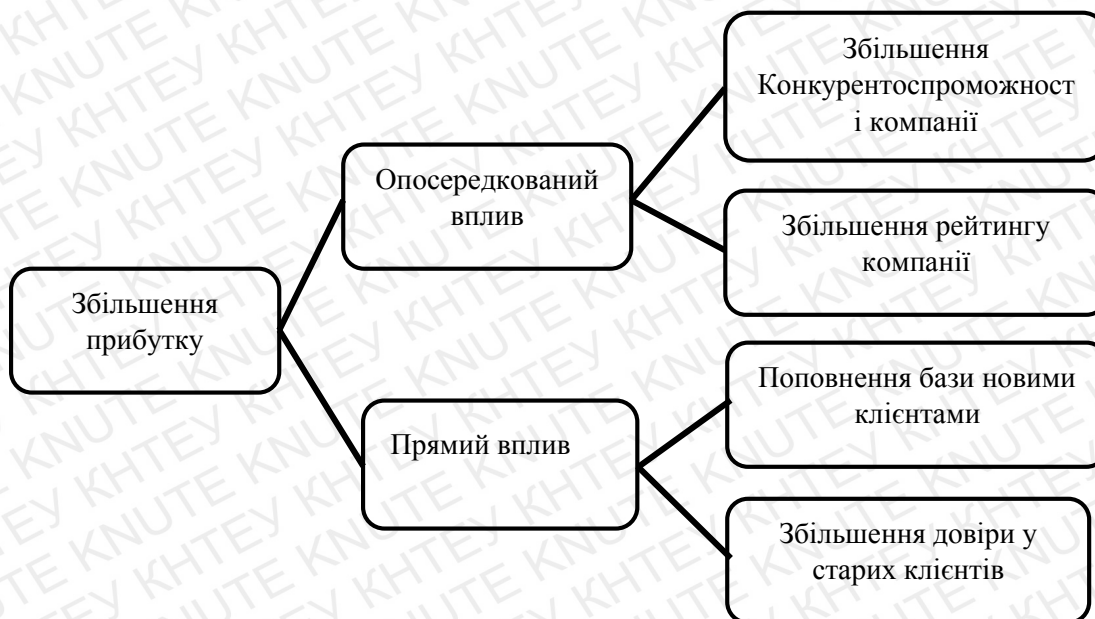 Збільшення
Конкурентоспроможност
і компанії
Опосередкований
вплив
Збільшення рейтингу
компанії
Збільшення
прибутку
Поповнення бази новими
клієнтами
Прямий вплив
Збільшення довіри у
старих клієнтів